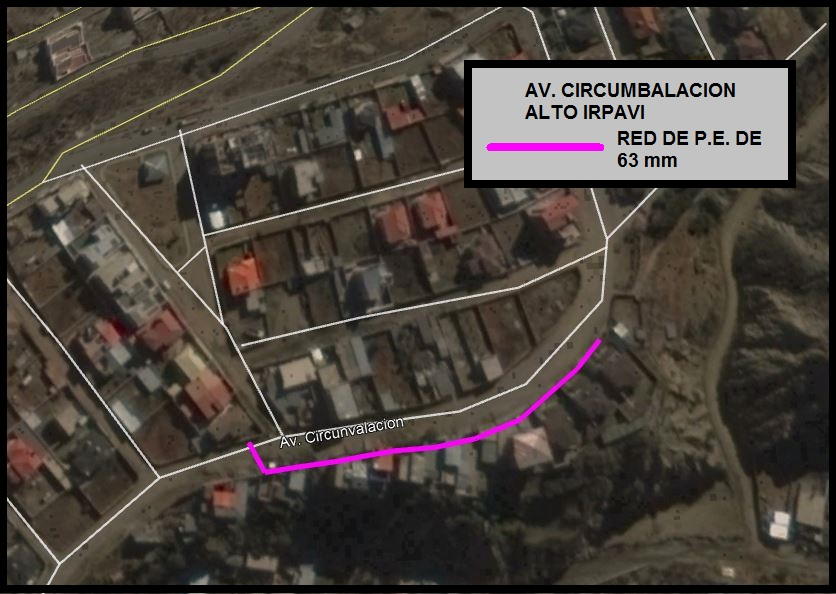 AV. CIRCUMBALACION
ALTO IRPAVI
RED DE P.E. DE
63 mm
Av. Circunvalacion